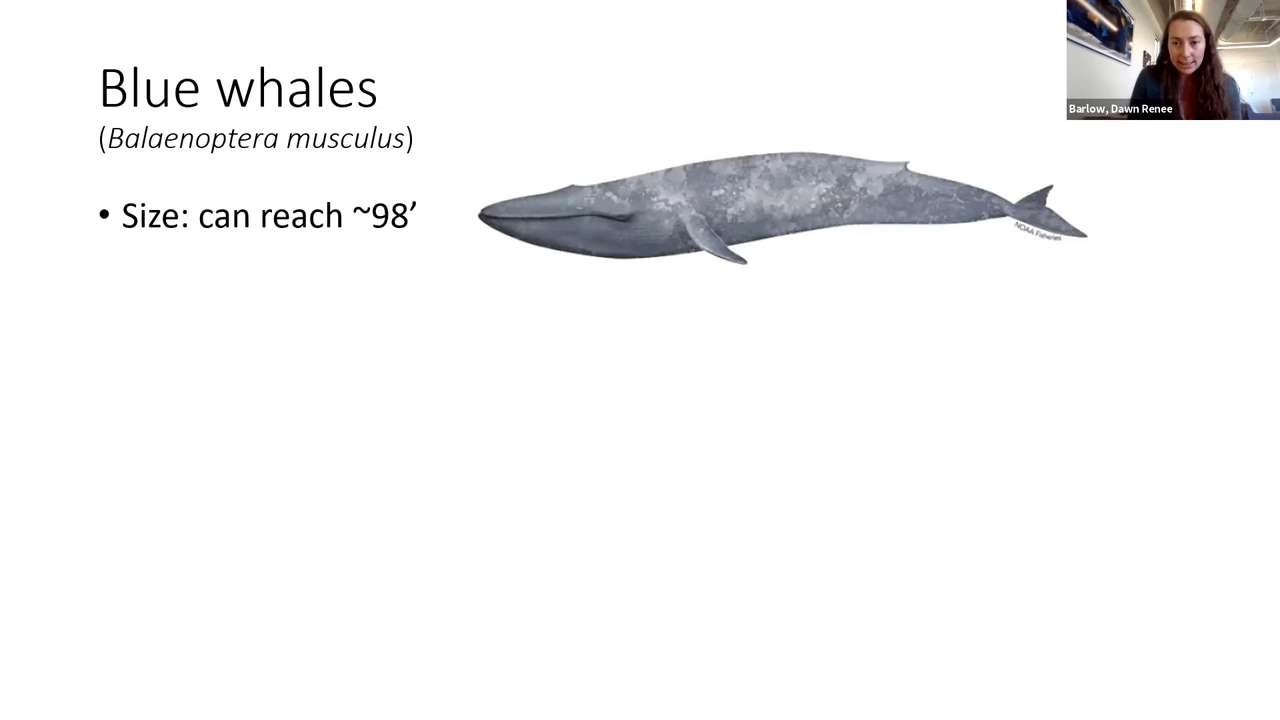 Blue whales
(Balaenoptera musculus)
• Size: can reach ~98’
NOAA Fisheries
Barlow, Dawn Renee